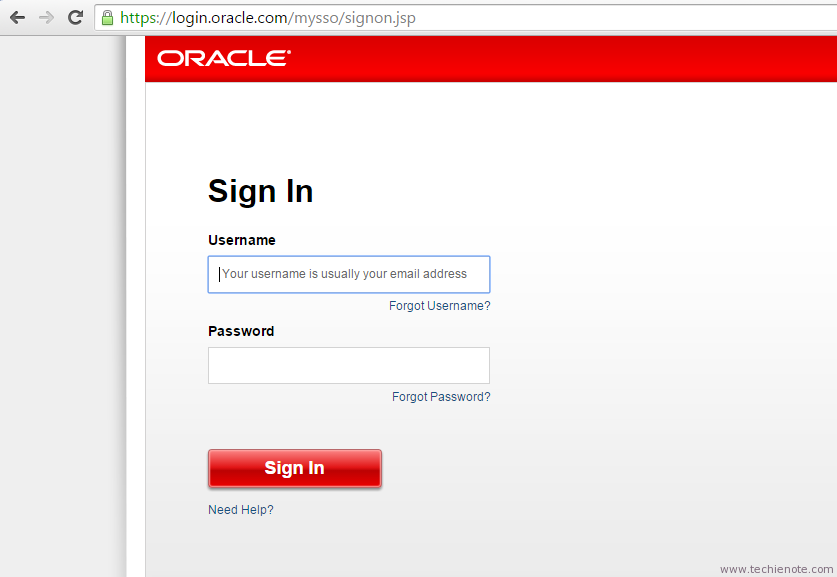 https://login.oracle.com/mysso/signon.jsp
ORACLE®
Sign In
Username
Your username is usually your email address
Forgot Username?
Password
Forgot Password?
Sign In
Need Help?
www.techienote.com